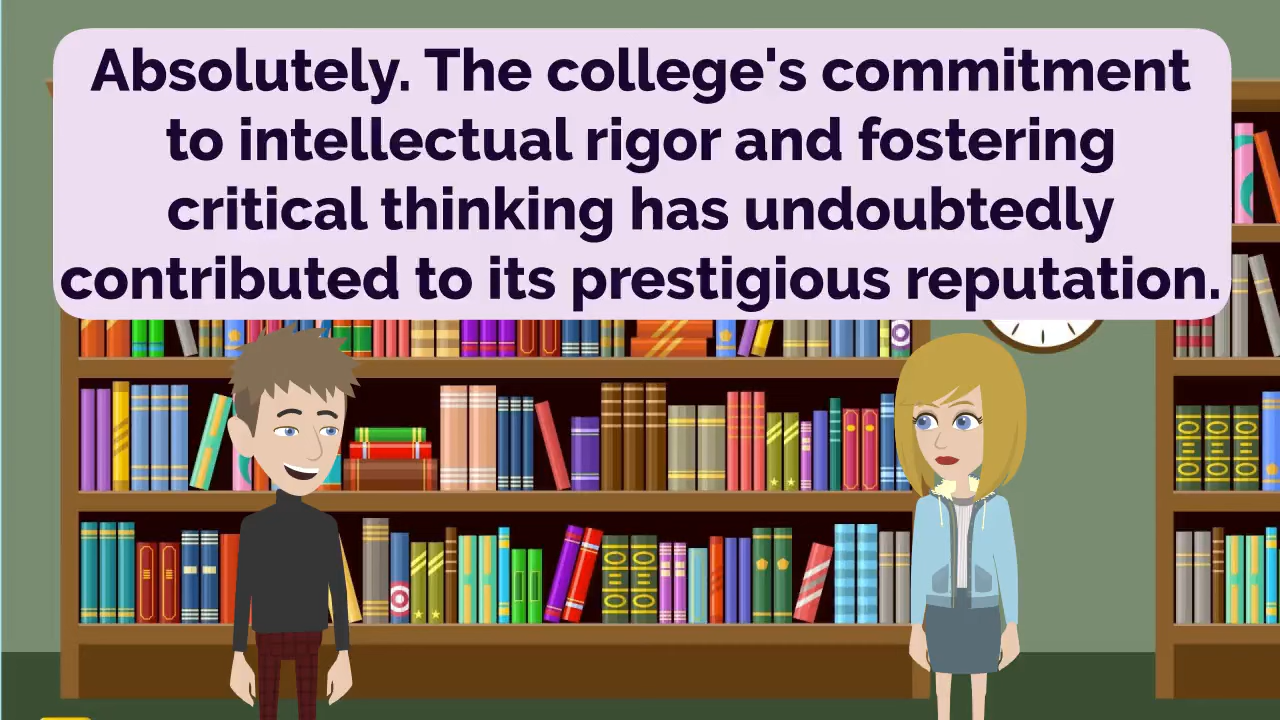 Absolutely. The college's commitment
to intellectual rigor and fostering
critical thinking has undoubtedly
contributed to its prestigious reputation.